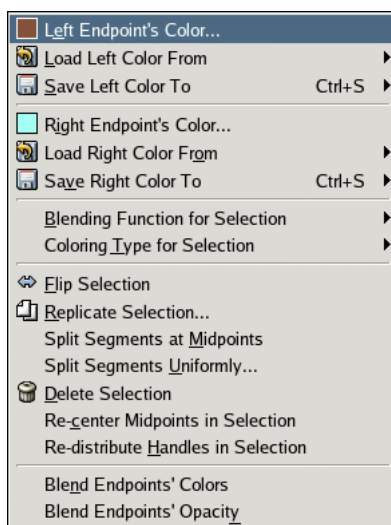 Left Endpoint's Color...
Load Left Color From
Save Left Color To Ctrl+S
Right Endpoint's Color...
Load Right Color From
Save Right Color To Ctrl+S
Blending Function for Selection
Coloring Type for Selection
Flip Selection
Replicate Selection...
Split Segments at Midpoints
Split Segments Uniformly...
Delete Selection
Re-center Midpoints in Selection
Re-distribute Handles in Selection
Blend Endpoints' Colors
Blend Endpoints' Opacity